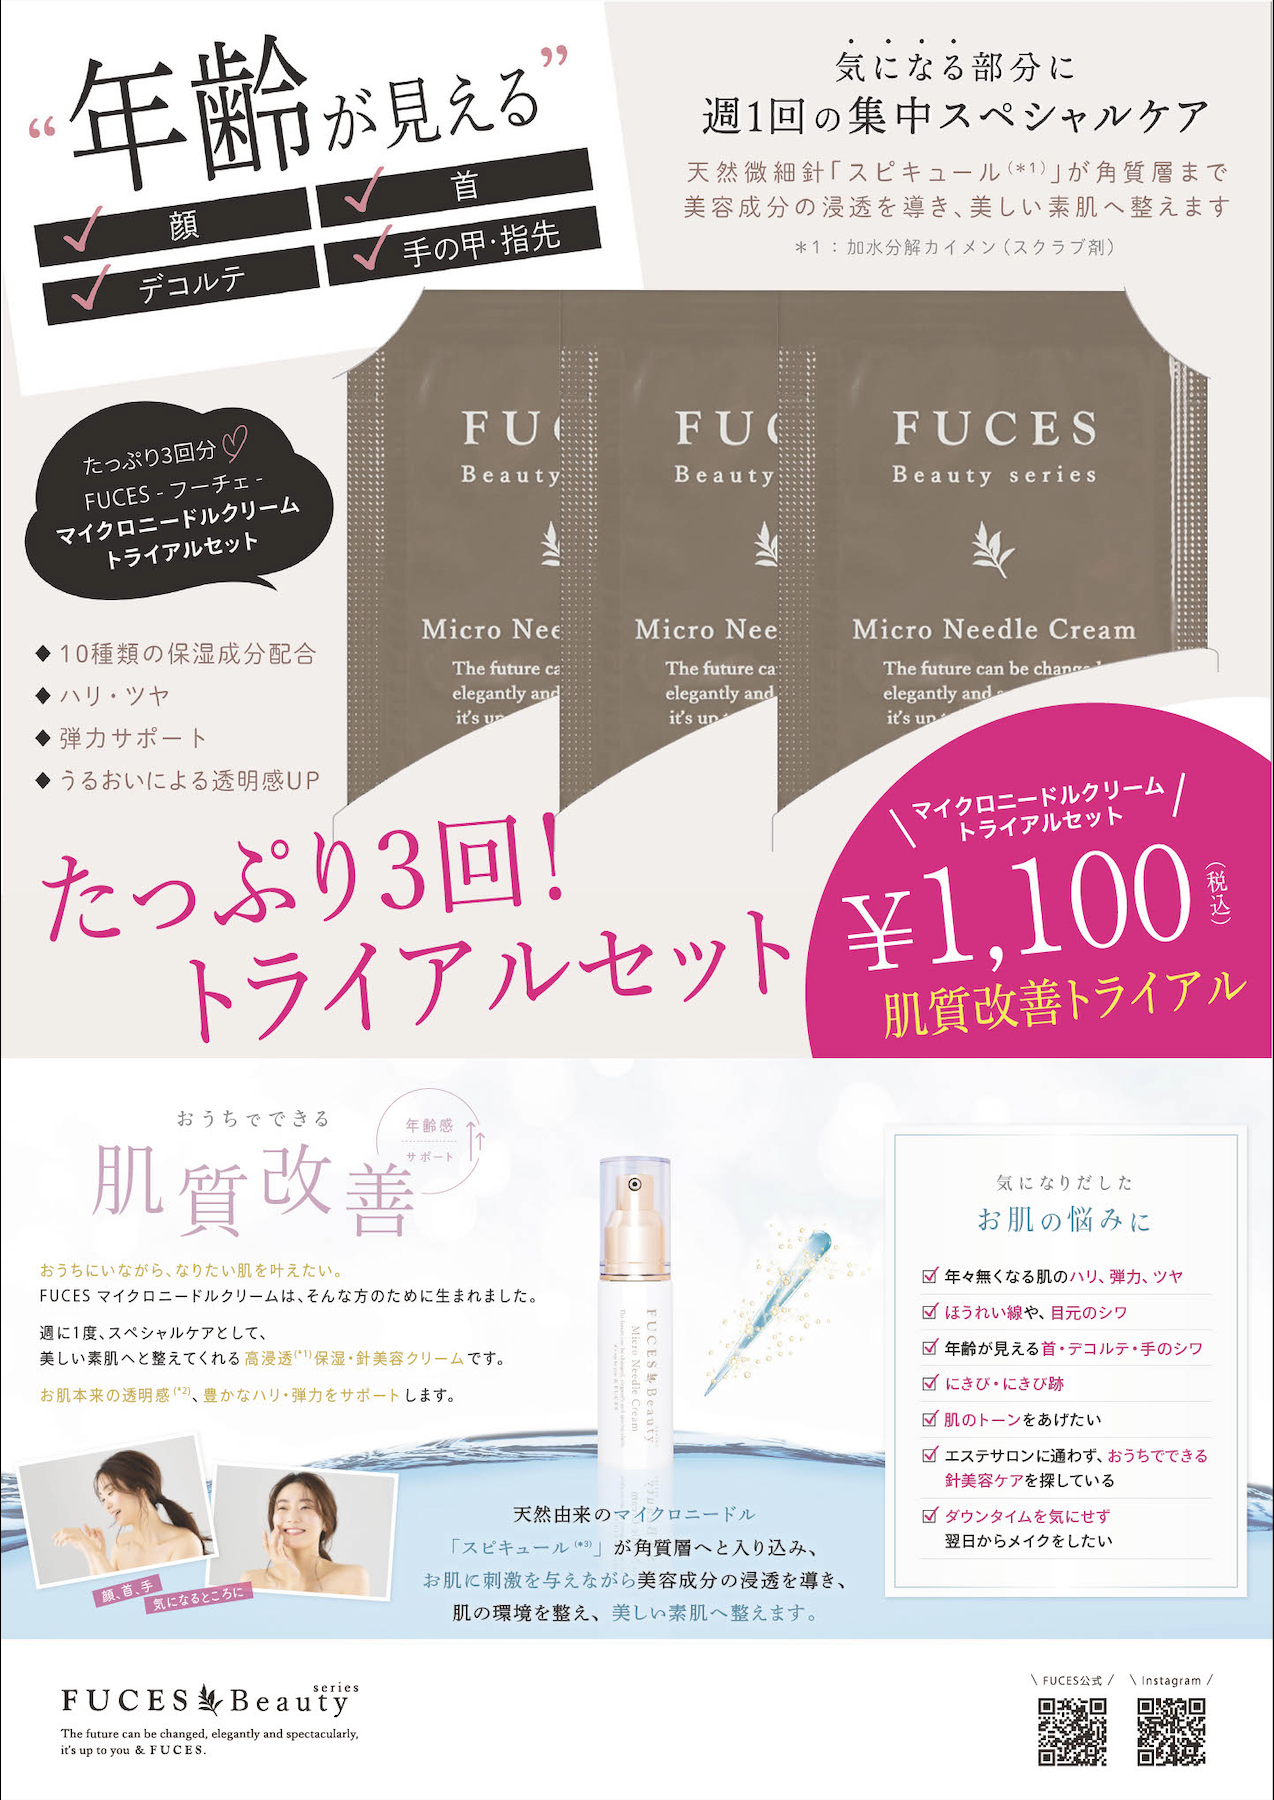 “年齢が見える”
顔
首
デコルテ
手の甲・指先
気になる部分に
週1回の集中スペシャルケア
天然微細針「スピキュール(*1)」が角質層まで
美容成分の浸透を導き、美しい素肌へ整えます
*1：加水分解カイメン（スクラブ剤）
たっぷり3回分♡
FUCES - フーチェ -
マイクロニードルクリーム
トライアルセット
FUC
Beauty
Micro Nee
The future ca
elegantly and
it's up
FUC
Beauty
Micro Nee
The future ca
elegantly and
it's up
FUCES
Beauty series
Micro Needle Cream
The future can be chang
elegantly and
it's up
◆ 10種類の保湿成分配合
◆ ハリ・ツヤ
◆ 弾力サポート
◆ うるおいによる透明感UP
たっぷり3回！
トライアルセット
マイクロニードルクリーム
トライアルセット
¥1,100（税込）
肌質改善トライアル
おうちでできる
肌質改善
年齢感
サポート
おうちにいながら、なりたい肌を叶えたい。
FUCES マイクロニードルクリームは、そんな方のために生まれました。
週に1度、スペシャルケアとして、
美しい素肌へと整えてくれる高浸透(*1)保湿・針美容クリームです。
お肌本来の透明感(*2)、豊かなハリ・弾力をサポートします。
顔、首、手
気になるところに
FUCES Beauty series
Micro Needle Cream
天然由来のマイクロニードル
「スピキュール(*3)」が角質層へと入り込み、
お肌に刺激を与えながら美容成分の浸透を導き、
肌の環境を整え、美しい素肌へ整えます。
気になりだした
お肌の悩みに
年々無くなる肌のハリ、弾力、ツヤ
ほうれい線や、目元のシワ
年齢が見える首・デコルテ・手のシワ
にきび・にきび跡
肌のトーンをあげたい
エステサロンに通わず、おうちでできる
針美容ケアを探している
ダウンタイムを気にせず
翌日からメイクをしたい
FUCES Beauty series
The future can be changed, elegantly and spectacularly,
it's up to you & FUCES.
\ FUCES公式 /
\ Instagram /